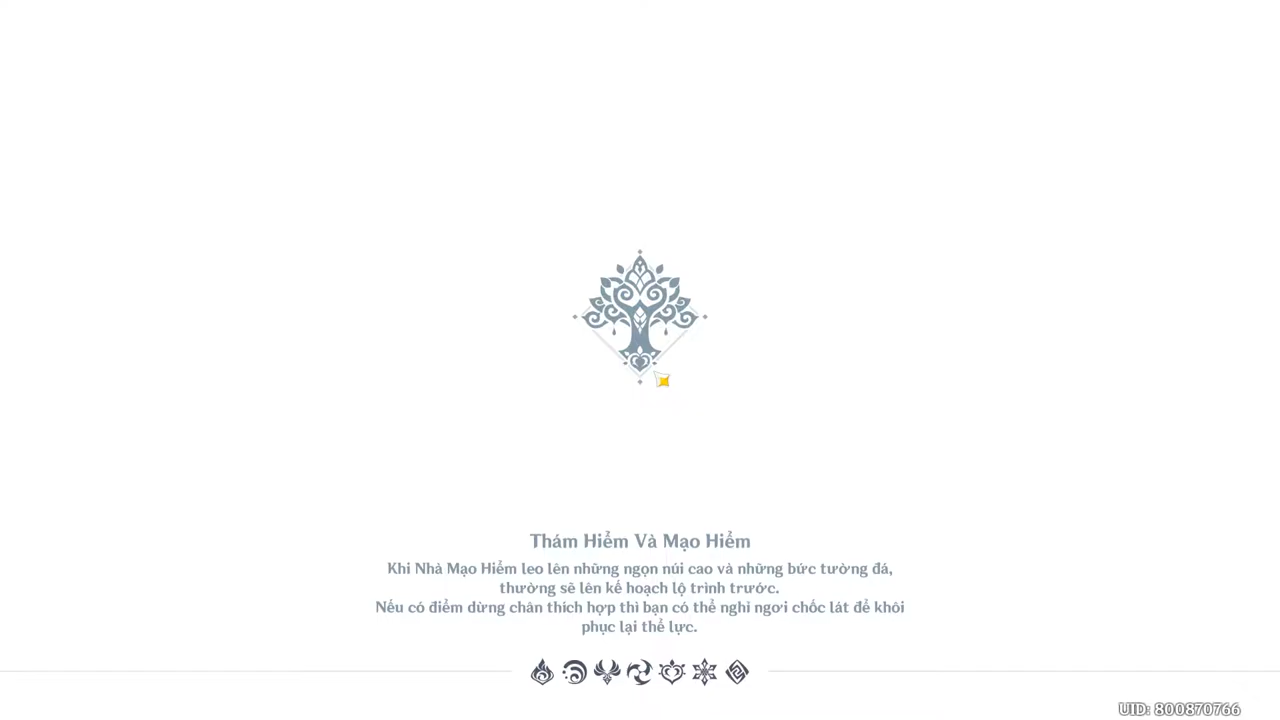 Thám Hiểm Và Mạo Hiểm
Khi Nhà Mạo Hiểm leo lên những ngọn núi cao và những bức tường đá,
thường sẽ lên kế hoạch lộ trình trước.
Nếu có điểm dừng chân thích hợp thì bạn có thể nghỉ ngơi chốc lát để khôi
phục lại thể lực.
UID: 800870766